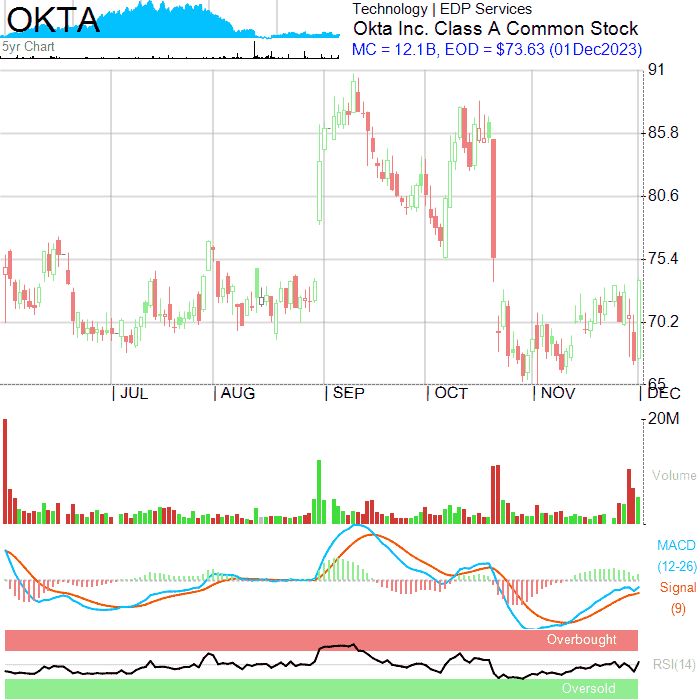 OKTA
5yr Chart
Technology | EDP Services
Okta Inc. Class A Common Stock
MC = 12.1B, EOD = $73.63 (01Dec2023)
91
85.8
80.6
75.4
70.2
65
JUL AUG SEP OCT NOV DEC
20M
Volume
MACD
(12-26)
Signal
(9)
Overbought
RSI(14)
Oversold